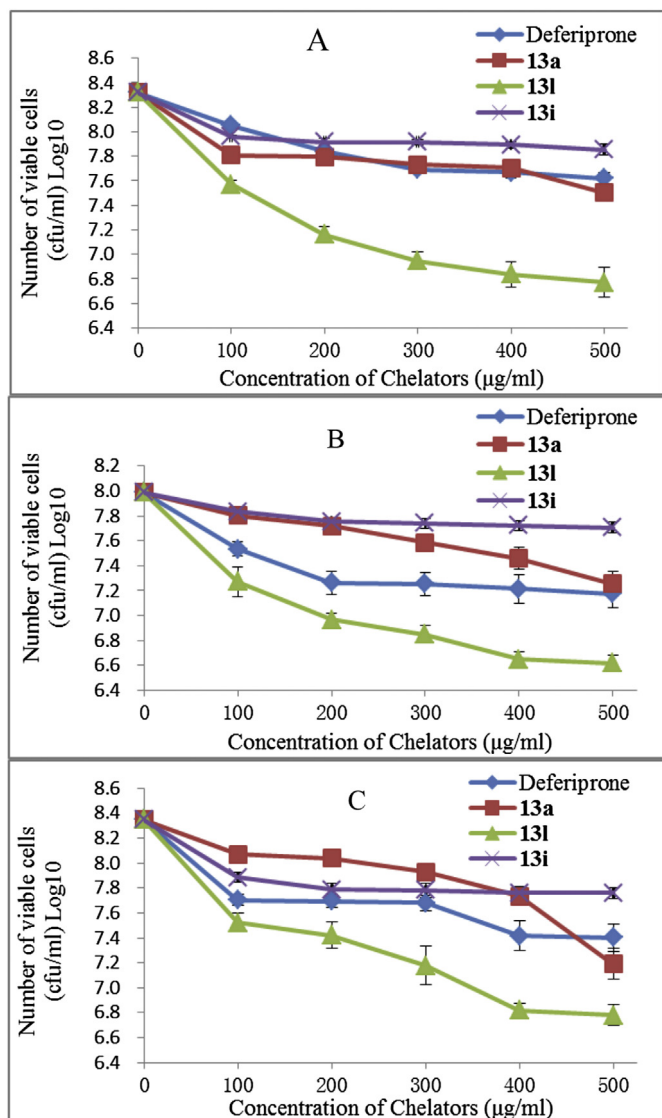 A
Deferiprone
13a
13l
13i
Number of viable cells
(cfu/ml) Log10
8.6
8.4
8.2
8.0
7.8
7.6
7.4
7.2
7.0
6.8
6.6
6.4
0 100 200 300 400 500
Concentration of Chelators (µg/ml)
B
Deferiprone
13a
13l
13i
Number of viable cells
(cfu/ml) Log10
8.2
8.0
7.8
7.6
7.4
7.2
7.0
6.8
6.6
6.4
0 100 200 300 400 500
Concentration of Chelators (µg/ml)
C
Deferiprone
13a
13l
13i
Number of viable cells
(cfu/ml) Log10
8.6
8.4
8.2
8.0
7.8
7.6
7.4
7.2
7.0
6.8
6.6
6.4
0 100 200 300 400 500
Concentration of Chelators (µg/ml)